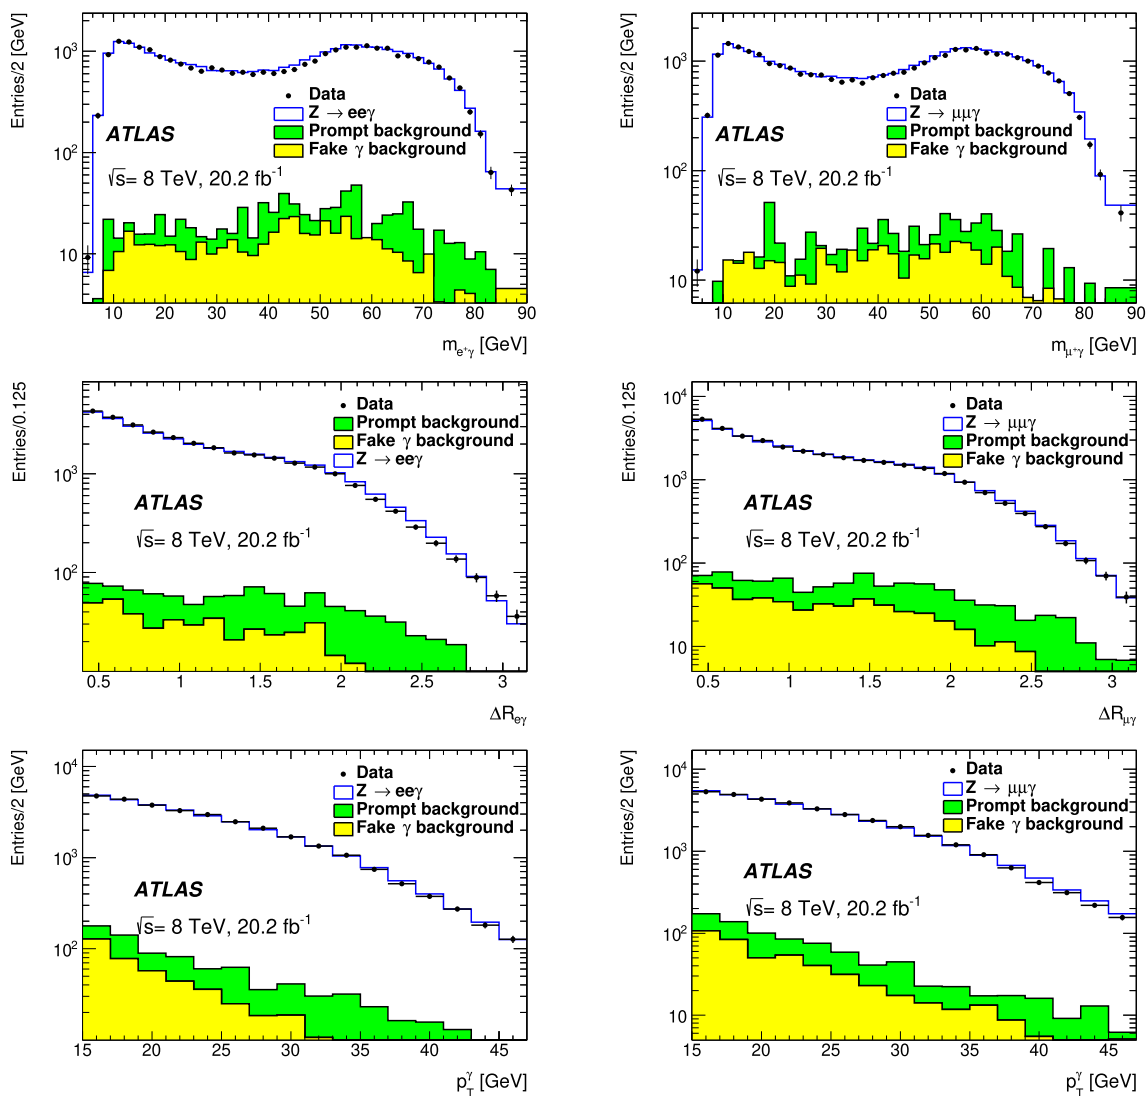 Entries/2 [GeV]
10³
10²
10
Data
Z → eeγ
Prompt background
Fake γ background
ATLAS
√s= 8 TeV, 20.2 fb⁻¹
10 20 30 40 50 60 70 80 90
m_e⁺γ [GeV]
Entries/2 [GeV]
10³
10²
10
Data
Z → μμγ
Prompt background
Fake γ background
ATLAS
√s= 8 TeV, 20.2 fb⁻¹
10 20 30 40 50 60 70 80 90
m_μ⁺γ [GeV]
Entries/0.125
10³
10²
Data
Prompt background
Fake γ background
Z → eeγ
ATLAS
√s= 8 TeV, 20.2 fb⁻¹
0.5 1 1.5 2 2.5 3
ΔR_eγ
Entries/0.125
10⁴
10³
10²
10
Data
Z → μμγ
Prompt background
Fake γ background
ATLAS
√s= 8 TeV, 20.2 fb⁻¹
0.5 1 1.5 2 2.5 3
ΔR_μγ
Entries/2 [GeV]
10⁴
10³
10²
Data
Z → eeγ
Prompt background
Fake γ background
ATLAS
√s= 8 TeV, 20.2 fb⁻¹
15 20 25 30 35 40 45
p_T^γ [GeV]
Entries/2 [GeV]
10⁴
10³
10²
10
Data
Z → μμγ
Prompt background
Fake γ background
ATLAS
√s= 8 TeV, 20.2 fb⁻¹
15 20 25 30 35 40 45
p_T^γ [GeV]